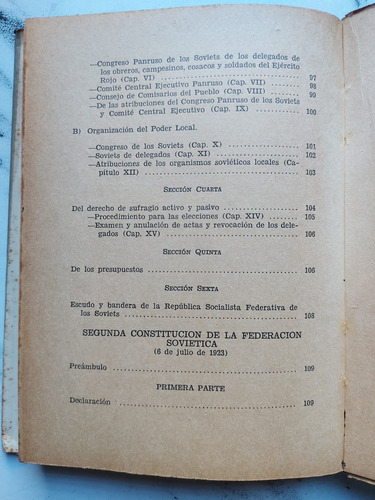 —Congreso Panruso de los Soviets de los delegados de
los obreros, campesinos, cosacos y soldados del Ejército
Rojo (Cap. VI) 97
—Comité Central Ejecutivo Panruso (Cap. VII) 98
—Consejo de Comisarios del Pueblo (Cap. VIII) 99
—De las atribuciones del Congreso Panruso de los Soviets
y Comité Central Ejecutivo (Cap. IX) 100
B) Organización del Poder Local.
—Congreso de los Soviets (Cap. X) 101
—Soviets de delegados (Cap. XI) 102
—Atribuciones de los organismos soviéticos locales (Ca-
pítulo XII) 103
SECCIÓN CUARTA
Del derecho de sufragio activo y pasivo 104
—Procedimiento para las elecciones (Cap. XIV) 105
—Examen y anulación de actas y revocación de los dele-
gados (Cap. XV) 106
SECCIÓN QUINTA
De los presupuestos 106
SECCIÓN SEXTA
Escudo y bandera de la República Socialista Federativa de
los Soviets 108
SEGUNDA CONSTITUCION DE LA FEDERACION
SOVIETICA
(6 de julio de 1923)
Preámbulo 109
PRIMERA PARTE
Declaración 109